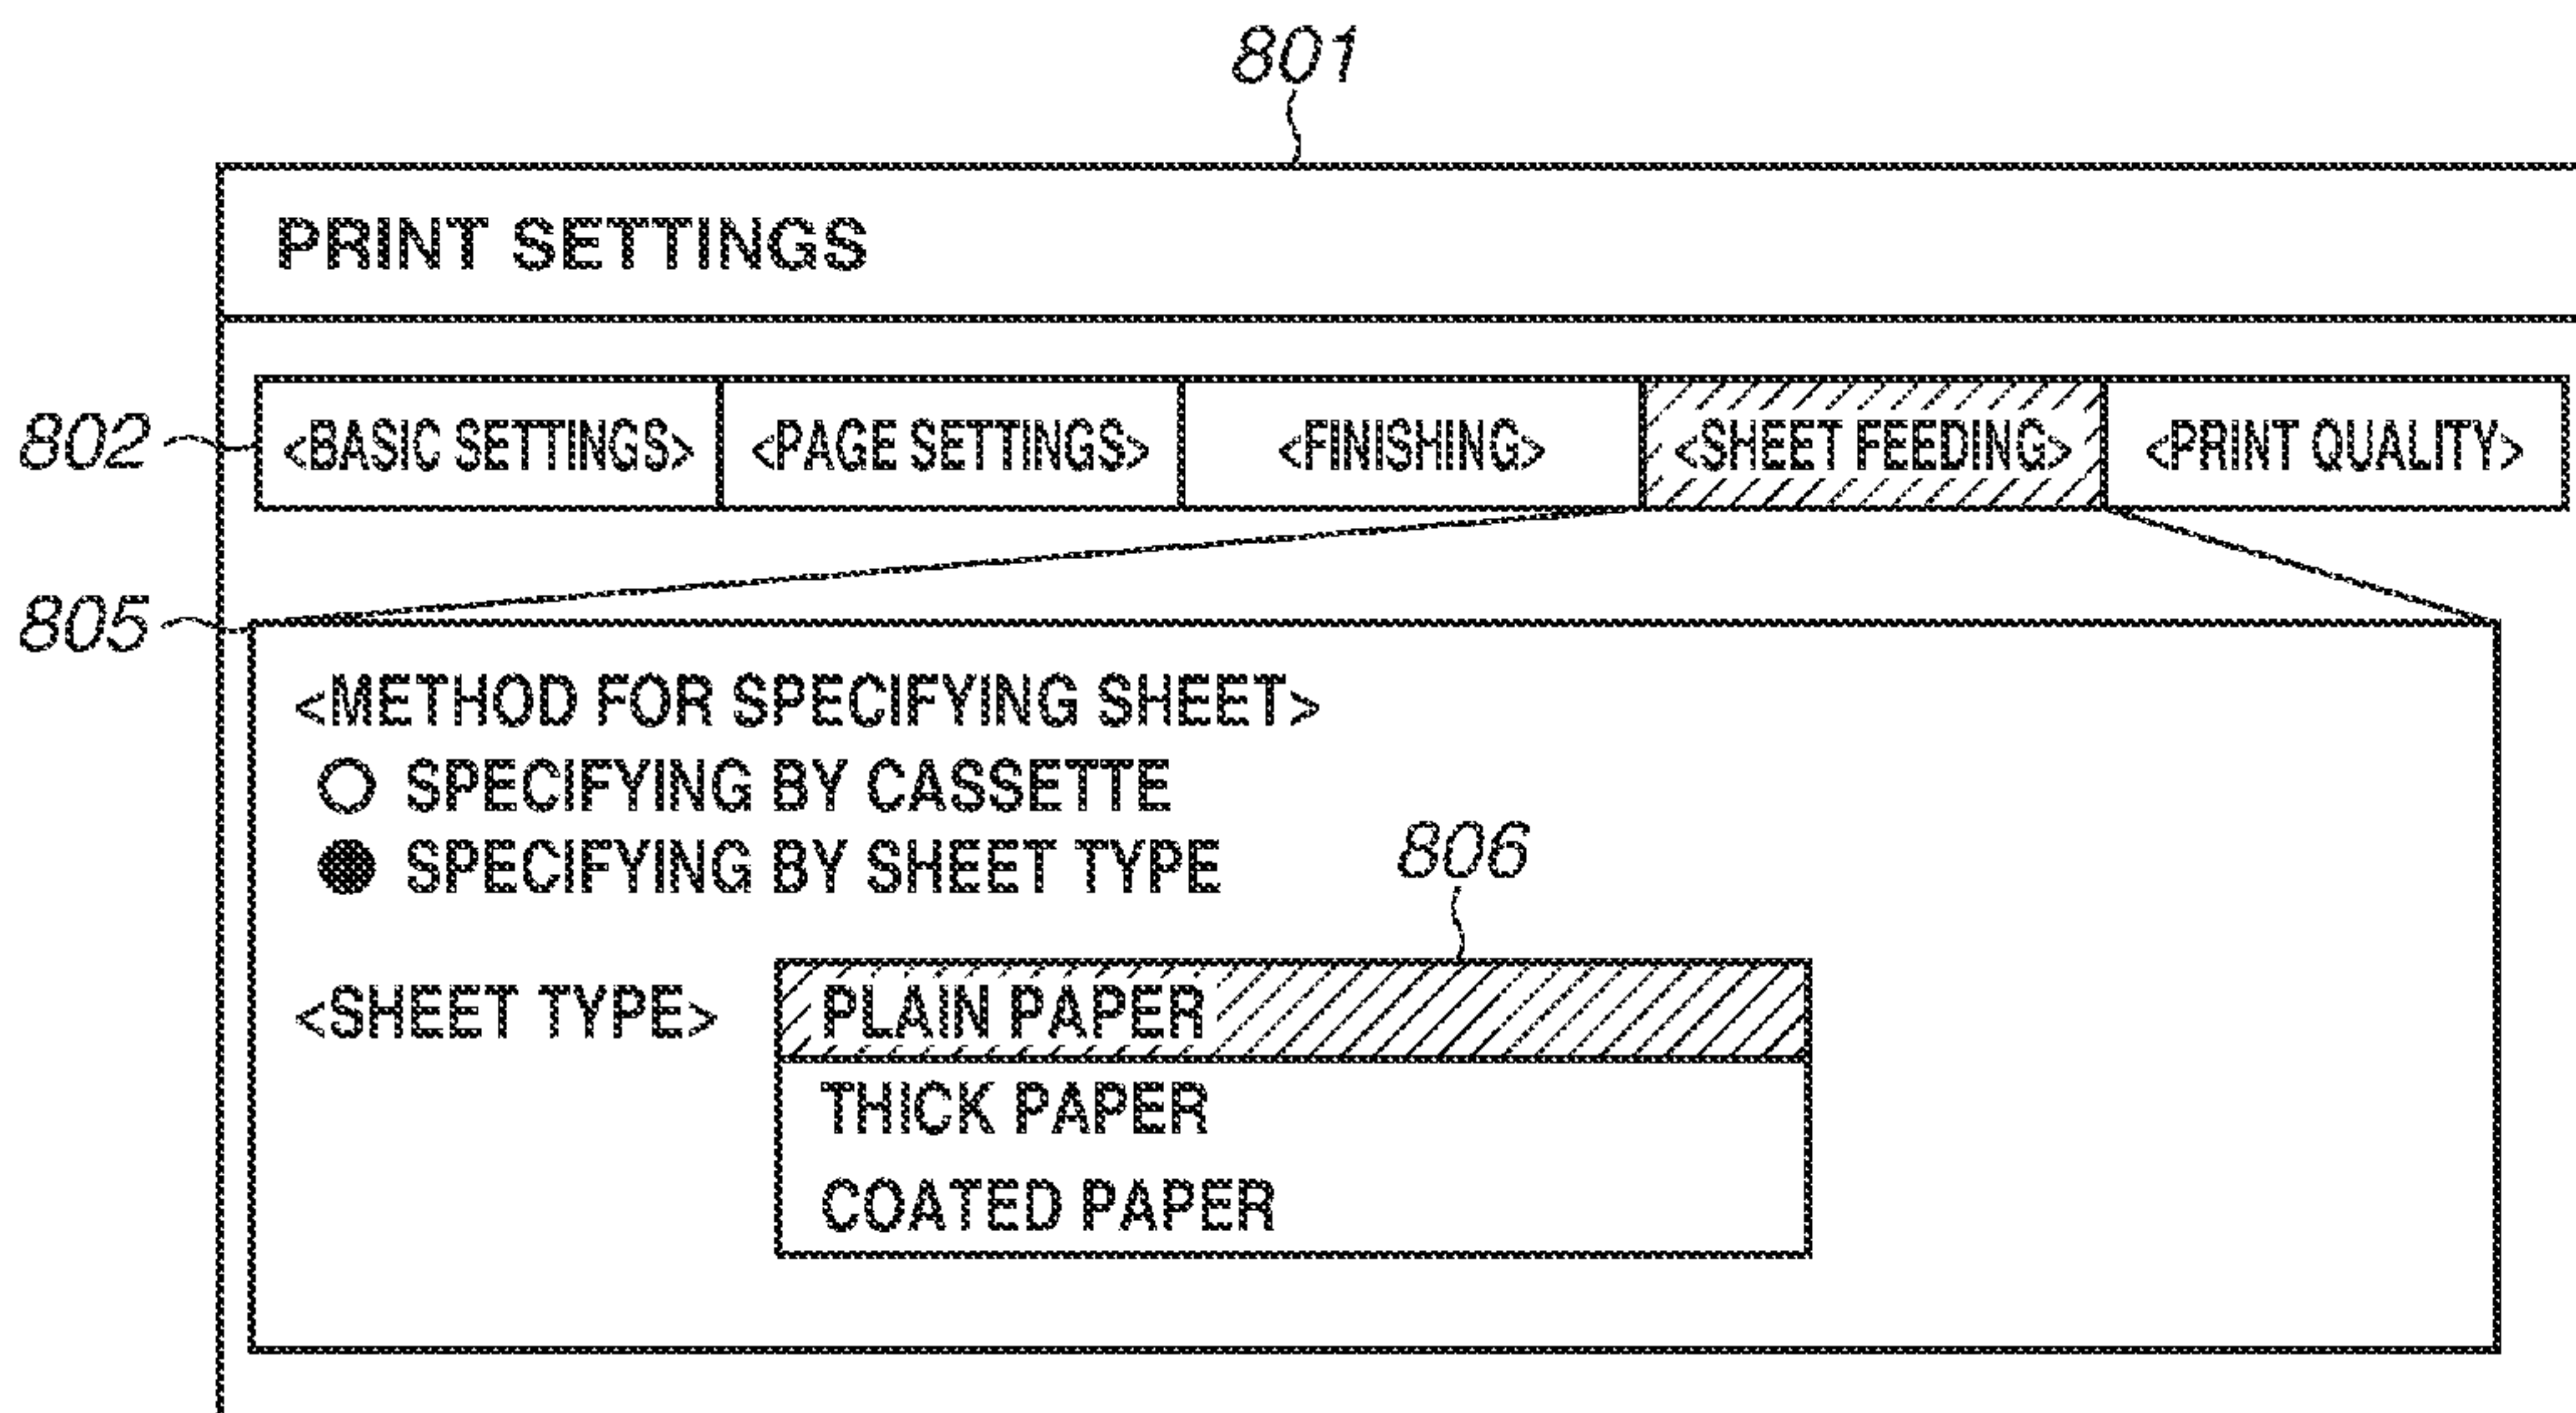 801
PRINT SETTINGS
802
<BASIC SETTINGS> <PAGE SETTINGS> <FINISHING> <SHEET FEEDING> <PRINT QUALITY>
805
<METHOD FOR SPECIFYING SHEET>
SPECIFYING BY CASSETTE
SPECIFYING BY SHEET TYPE
806
<SHEET TYPE> PLAIN PAPER
THICK PAPER
COATED PAPER